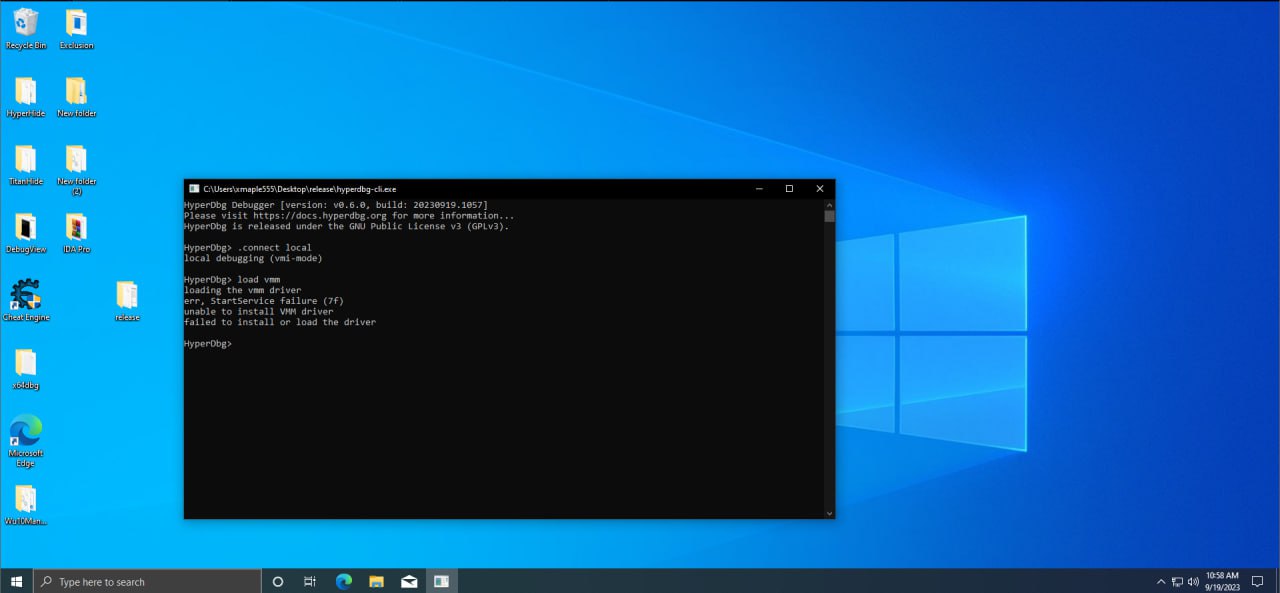 Recycle Bin
Exclusion
HyperHide
New folder
TitanHide
New folder
(2)
DebugView
IDA Pro
Cheat Engine
release
x64dbg
Microsoft
Edge
Wu10Man...
C:\Users\xmaple555\Desktop\release\hyperdbg-cli.exe
HyperDbg Debugger [version: v0.6.0, build: 20230919.1057]
Please visit https://docs.hyperdbg.org for more information...
HyperDbg is released under the GNU Public License v3 (GPLv3).
HyperDbg> .connect local
local debugging (vmi-mode)
HyperDbg> load vmm
loading the vmm driver
err, StartService failure (7f)
unable to install VMM driver
failed to install or load the driver
HyperDbg>
Type here to search
10:58 AM
9/19/2023